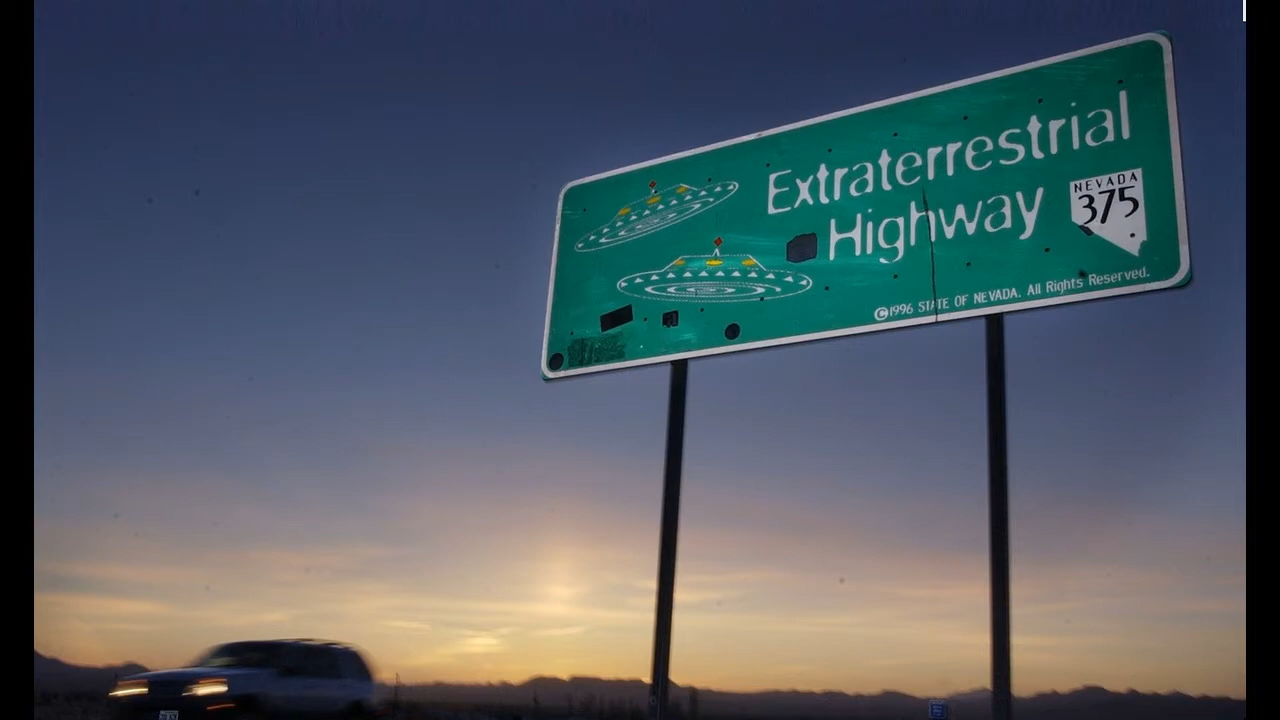 Extraterrestrial
Highway
NEVADA
375
©1996 STATE OF NEVADA. All Rights Reserved.